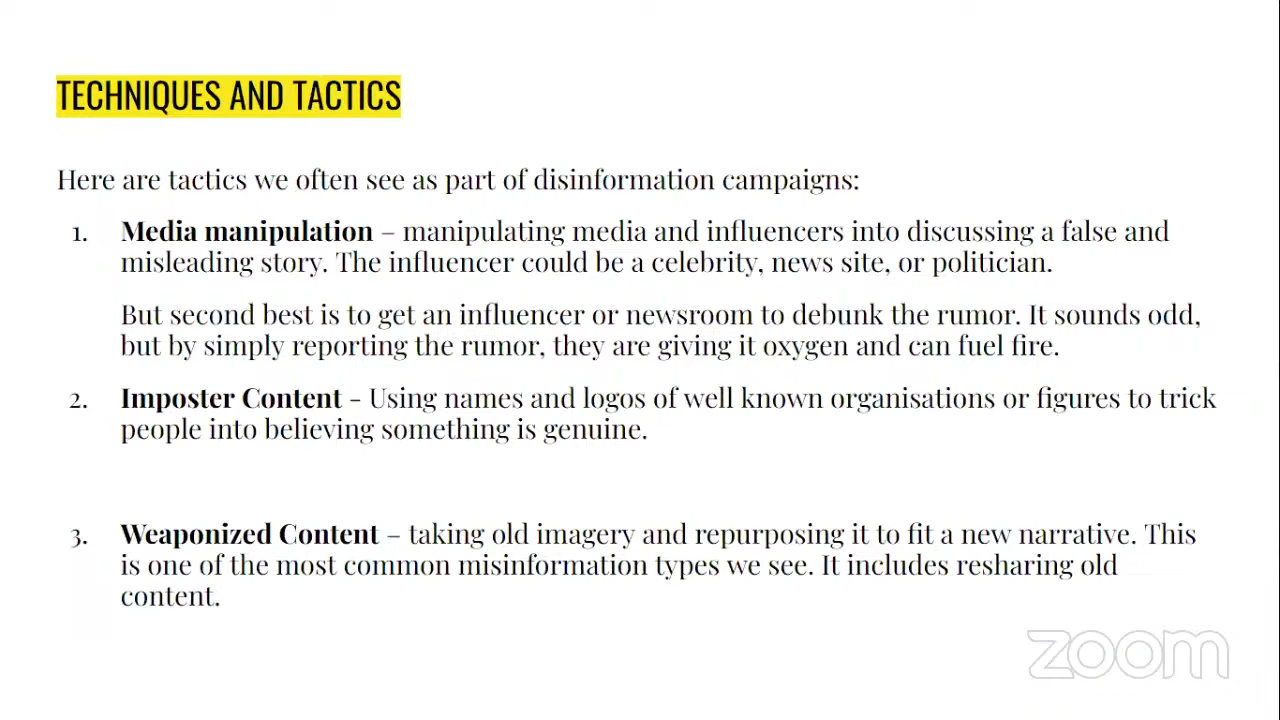 TECHNIQUES AND TACTICS
Here are tactics we often see as part of disinformation campaigns:
1. Media manipulation – manipulating media and influencers into discussing a false and
misleading story. The influencer could be a celebrity, news site, or politician.
But second best is to get an influencer or newsroom to debunk the rumor. It sounds odd,
but by simply reporting the rumor, they are giving it oxygen and can fuel fire.
2. Imposter Content - Using names and logos of well known organisations or figures to trick
people into believing something is genuine.
3. Weaponized Content – taking old imagery and repurposing it to fit a new narrative. This
is one of the most common misinformation types we see. It includes resharing old
content.
zoom